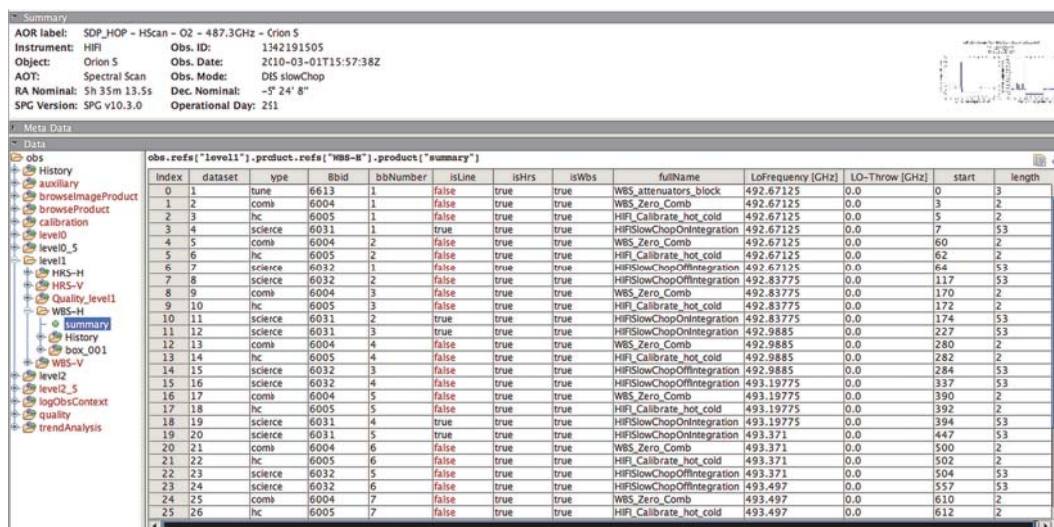 Summary
AOR label: SDP_HOP - HScan - O2 - 487.3GHz - Orion S
Instrument: HIFI Obs. ID: 1342191505
Object: Orion S Obs. Date: 2010-03-01T15:57:38Z
AOT: Spectral Scan Obs. Mode: DBS slowChop
RA Nominal: 5h 35m 13.5s Dec. Nominal: -5° 24' 8"
SPG Version: SPG v10.3.0 Operational Day: 291
Meta Data
Data
obs
History
auxiliary
browseImageProduct
browseProduct
calibration
level0
level0_5
level1
HRS-H
HRS-V
Quality_level1
WBS-H
summary
History
box_001
WBS-V
level2
level2_5
logObsContext
quality
trendAnalysis
obs.refs["level1"].product.refs["WBS-H"].product["summary"]
Index dataset type Bbid bbNumber isLine isHrs isWbs fullName LoFrequency [GHz] LO-Throw [GHz] start length
0 1 tune 6613 1 false true true WBS_attenuators_block 492.67125 0.0 0 3
1 2 comb 6004 1 false true true WBS_Zero_Comb 492.67125 0.0 3 2
2 3 hc 6005 1 false true true HIFI_Calibrate_hot_cold 492.67125 0.0 5 2
3 4 science 6031 1 true true true HIFISlowChopOnIntegration 492.67125 0.0 7 53
4 5 comb 6004 2 false true true WBS_Zero_Comb 492.67125 0.0 60 2
5 6 hc 6005 2 false true true HIFI_Calibrate_hot_cold 492.67125 0.0 62 2
6 7 science 6032 1 false true true HIFISlowChopOffIntegration 492.67125 0.0 64 53
7 8 science 6032 2 false true true HIFISlowChopOffIntegration 492.83775 0.0 117 53
8 9 comb 6004 3 false true true WBS_Zero_Comb 492.83775 0.0 170 2
9 10 hc 6005 3 false true true HIFI_Calibrate_hot_cold 492.83775 0.0 172 2
10 11 science 6031 2 true true true HIFISlowChopOnIntegration 492.83775 0.0 174 53
11 12 science 6031 3 true true true HIFISlowChopOnIntegration 492.9885 0.0 227 53
12 13 comb 6004 4 false true true WBS_Zero_Comb 492.9885 0.0 280 2
13 14 hc 6005 4 false true true HIFI_Calibrate_hot_cold 492.9885 0.0 282 2
14 15 science 6032 3 false true true HIFISlowChopOffIntegration 492.9885 0.0 284 53
15 16 science 6032 4 false true true HIFISlowChopOffIntegration 493.19775 0.0 337 53
16 17 comb 6004 5 false true true WBS_Zero_Comb 493.19775 0.0 390 2
17 18 hc 6005 5 false true true HIFI_Calibrate_hot_cold 493.19775 0.0 392 2
18 19 science 6031 4 true true true HIFISlowChopOnIntegration 493.19775 0.0 394 53
19 20 science 6031 5 true true true HIFISlowChopOnIntegration 493.371 0.0 447 53
20 21 comb 6004 6 false true true WBS_Zero_Comb 493.371 0.0 500 2
21 22 hc 6005 6 false true true HIFI_Calibrate_hot_cold 493.371 0.0 502 2
22 23 science 6032 5 false true true HIFISlowChopOffIntegration 493.371 0.0 504 53
23 24 science 6032 6 false true true HIFISlowChopOffIntegration 493.497 0.0 557 53
24 25 comb 6004 7 false true true WBS_Zero_Comb 493.497 0.0 610 2
25 26 hc 6005 7 false true true HIFI_Calibrate_hot_cold 493.497 0.0 612 2